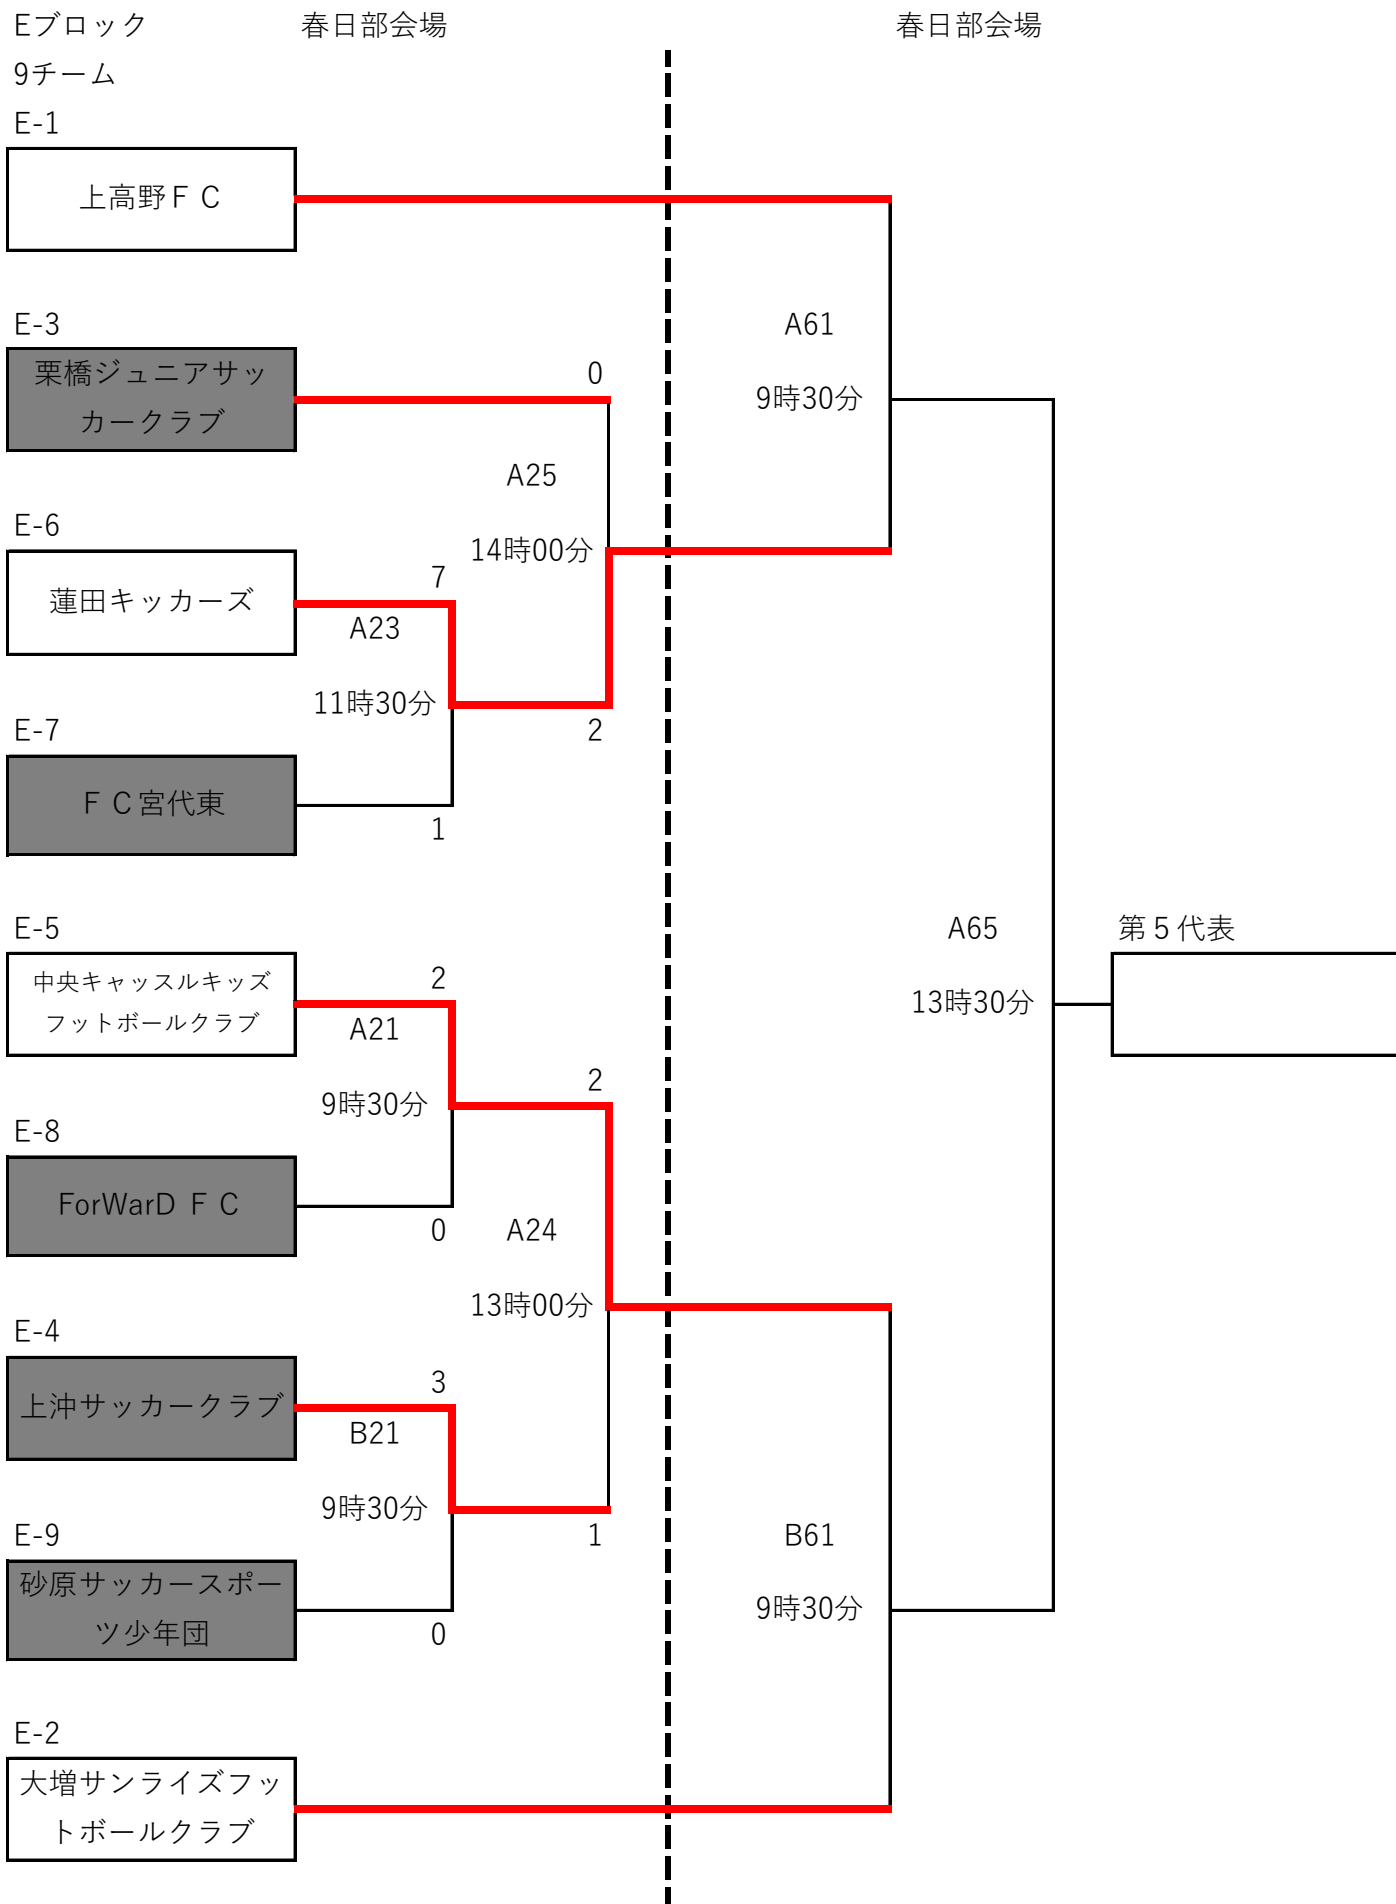 Eブロック
春日部会場
春日部会場
9チーム
E-1
上高野ＦＣ
E-3
栗橋ジュニアサッ
カークラブ
0
A61
9時30分
A25
14時00分
E-6
蓮田キッカーズ
7
A23
11時30分
2
E-7
ＦＣ宮代東
1
E-5
中央キャッスルキッズ
フットボールクラブ
2
A21
9時30分
2
A65
13時30分
第５代表
E-8
ForWarDＦＣ
0
A24
13時00分
E-4
上沖サッカークラブ
3
B21
9時30分
1
B61
9時30分
E-9
砂原サッカースポー
ツ少年団
0
E-2
大増サンライズフッ
トボールクラブ